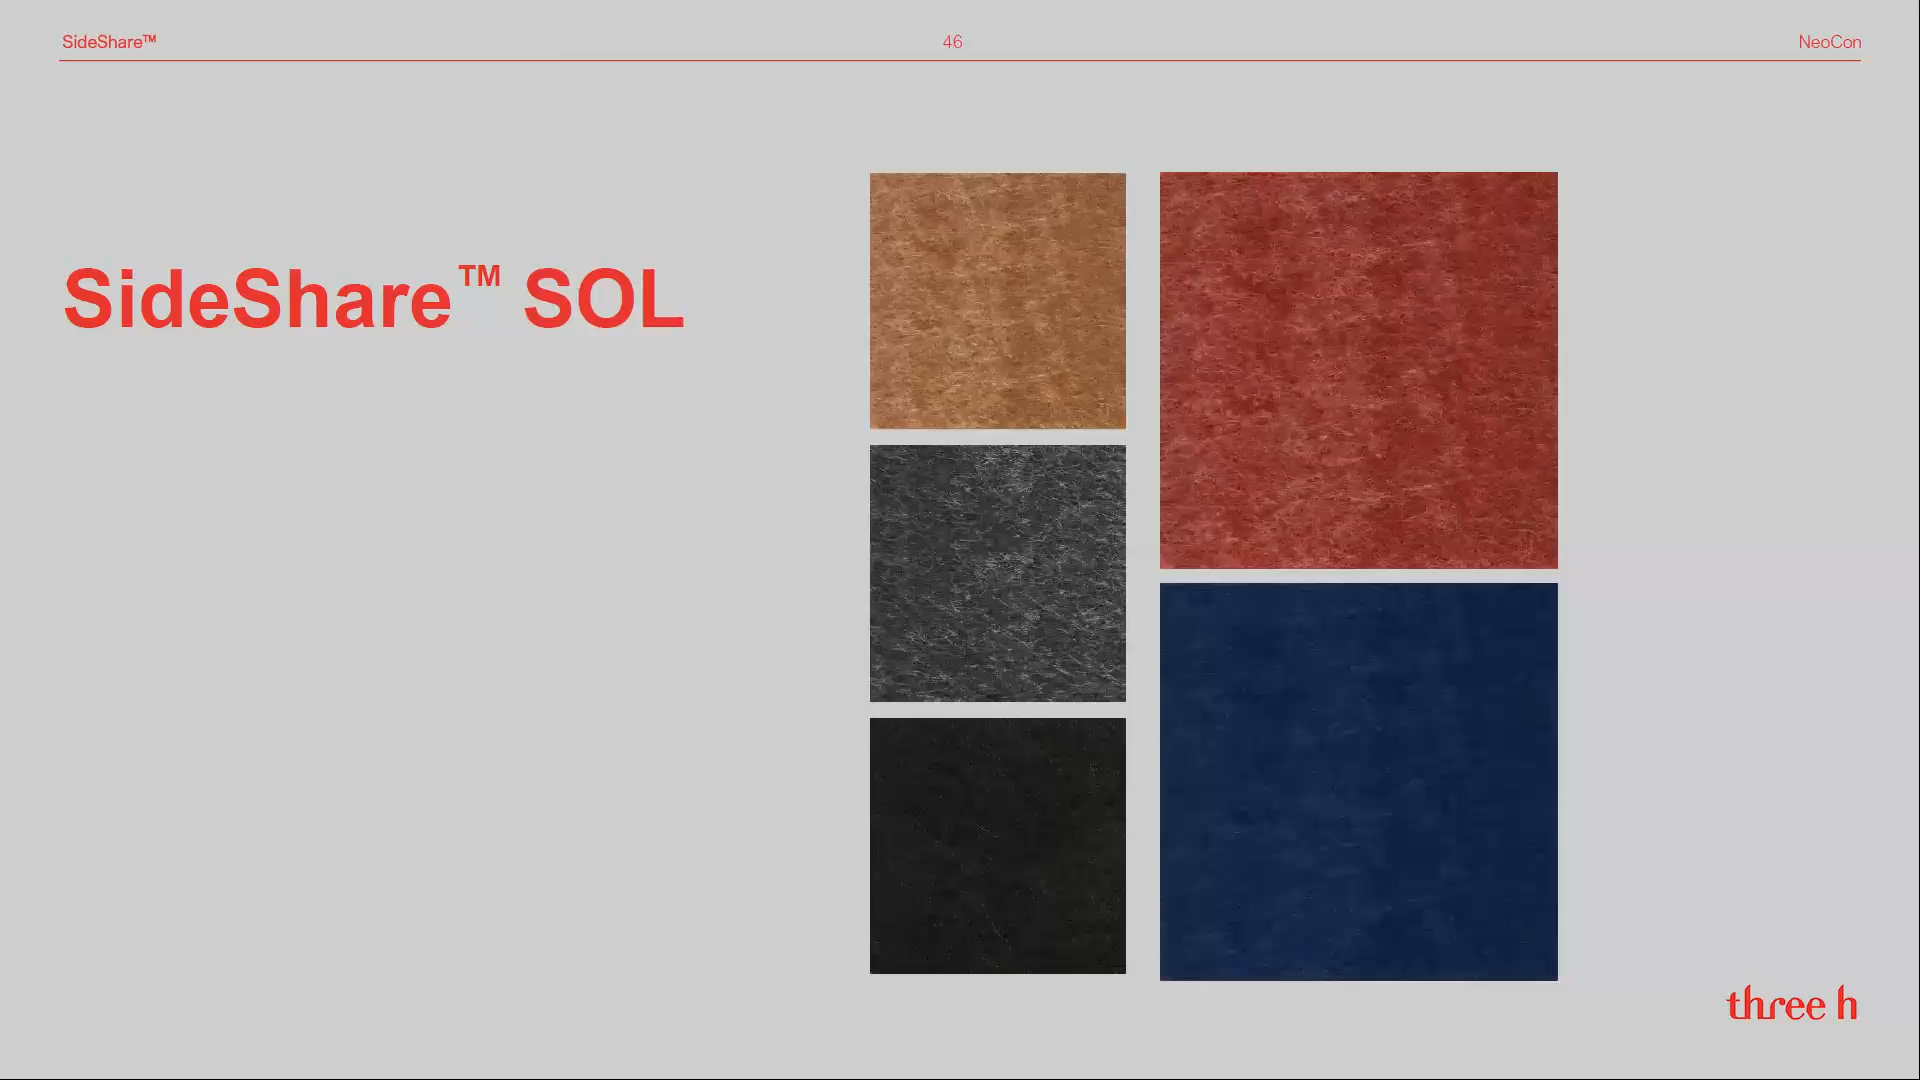 SideShare™
46
NeoCon
SideShare™ SOL
three h